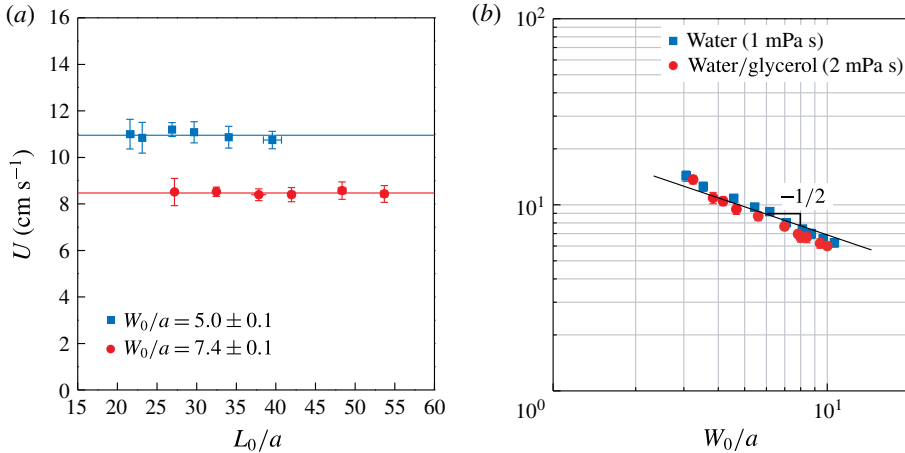 (a)
16
14
12
10
8
6
4
2
0
U (cm s⁻¹)
W₀/a = 5.0 ± 0.1
W₀/a = 7.4 ± 0.1
15 20 25 30 35 40 45 50 55 60
L₀/a
(b)
10²
10¹
10⁰
Water (1 mPa s)
Water/glycerol (2 mPa s)
−1/2
10⁰ 10¹
W₀/a